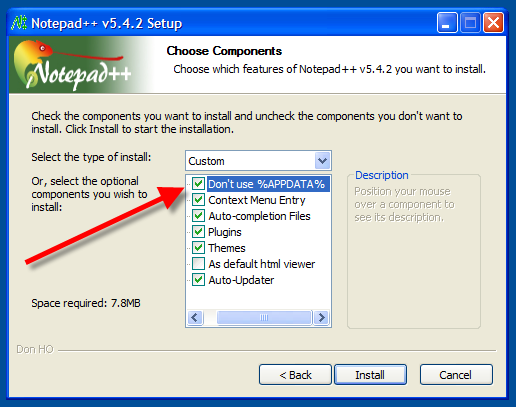 Notepad++ v5.4.2 Setup
Notepad++
Choose Components
Choose which features of Notepad++ v5.4.2 you want to install.
Check the components you want to install and uncheck the components you don't want to
install. Click Install to start the installation.
Select the type of install:
Custom
Or, select the optional
components you wish to
install:
Don't use %APPDATA%
Context Menu Entry
Auto-completion Files
Plugins
Themes
As default html viewer
Auto-Updater
Description
Position your mouse
over a component to
see its description.
Space required: 7.8MB
Don HO
< Back
Install
Cancel